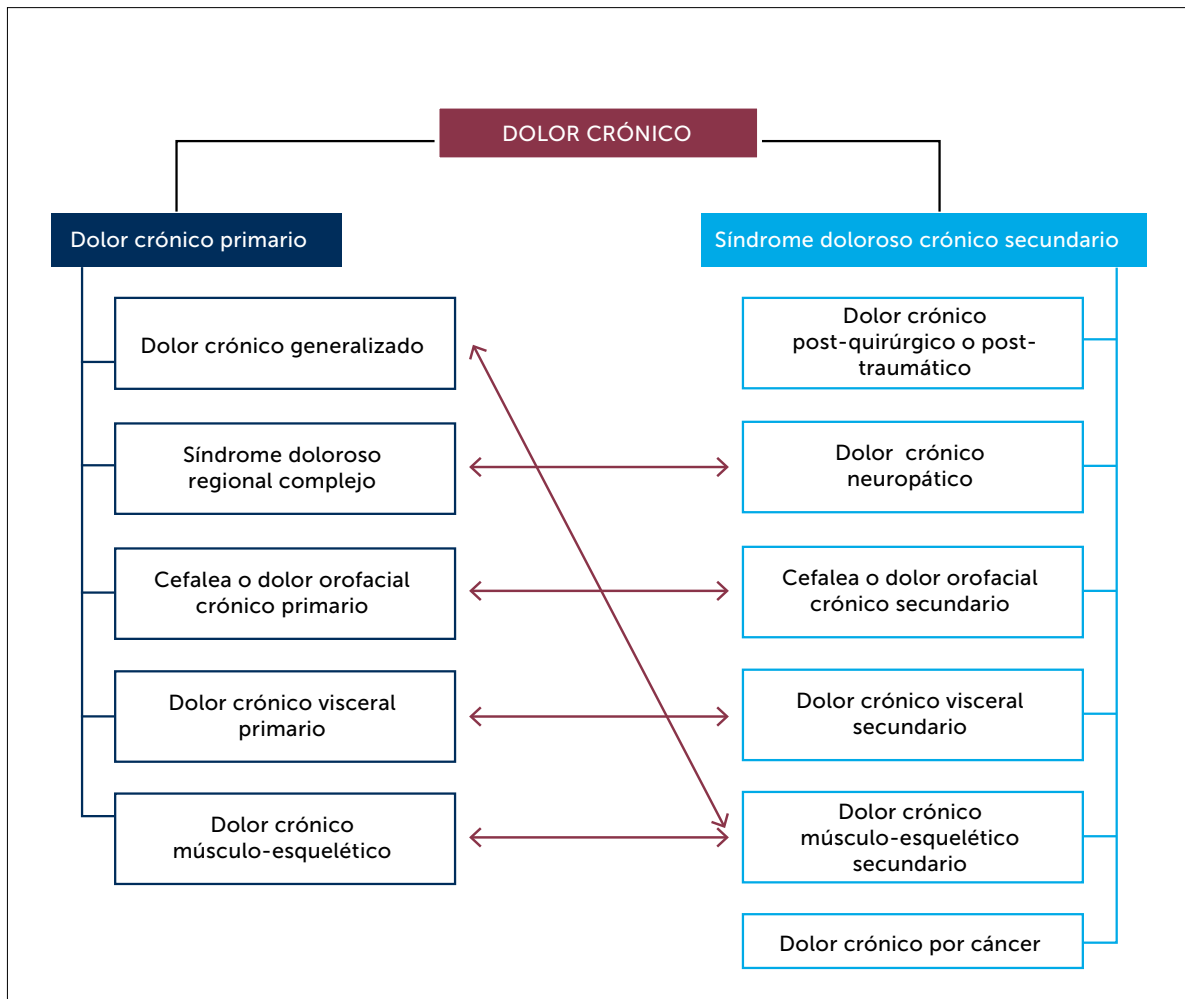 DOLOR CRÓNICO
Dolor crónico primario
Dolor crónico generalizado
Síndrome doloroso
regional complejo
Cefalea o dolor orofacial
crónico primario
Dolor crónico visceral
primario
Dolor crónico
músculo-esquelético
Síndrome doloroso crónico secundario
Dolor crónico
post-quirúrgico o post-
traumático
Dolor crónico
neuropático
Cefalea o dolor orofacial
crónico secundario
Dolor crónico visceral
secundario
Dolor crónico
músculo-esquelético
secundario
Dolor crónico por cáncer